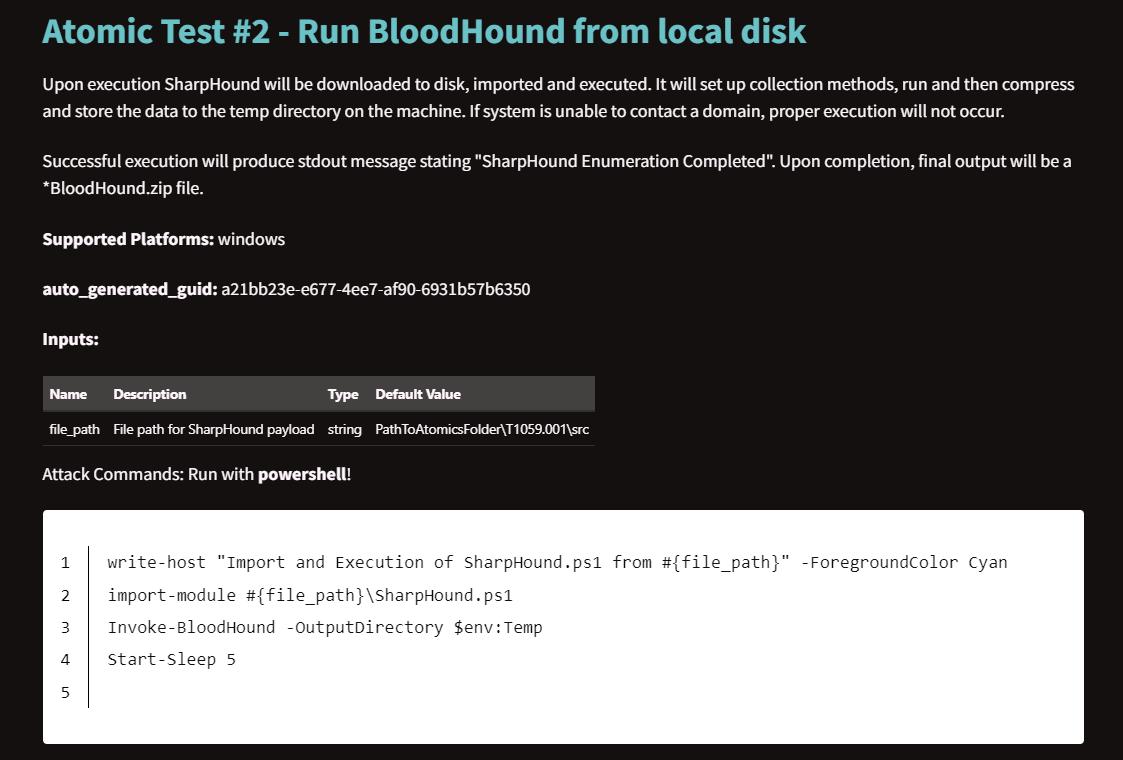 Atomic Test #2 - Run BloodHound from local disk
Upon execution SharpHound will be downloaded to disk, imported and executed. It will set up collection methods, run and then compress
and store the data to the temp directory on the machine. If system is unable to contact a domain, proper execution will not occur.
Successful execution will produce stdout message stating "SharpHound Enumeration Completed". Upon completion, final output will be a
*BloodHound.zip file.
Supported Platforms: windows
auto_generated_guid: a21bb23e-e677-4ee7-af90-6931b57b6350
Inputs:
Name Description Type Default Value
file_path File path for SharpHound payload string PathToAtomicsFolder\T1059.001\src
Attack Commands: Run with powershell!
1 write-host "Import and Execution of SharpHound.ps1 from #{file_path}" -ForegroundColor Cyan
2 import-module #{file_path}\SharpHound.ps1
3 Invoke-BloodHound -OutputDirectory $env:Temp
4 Start-Sleep 5
5